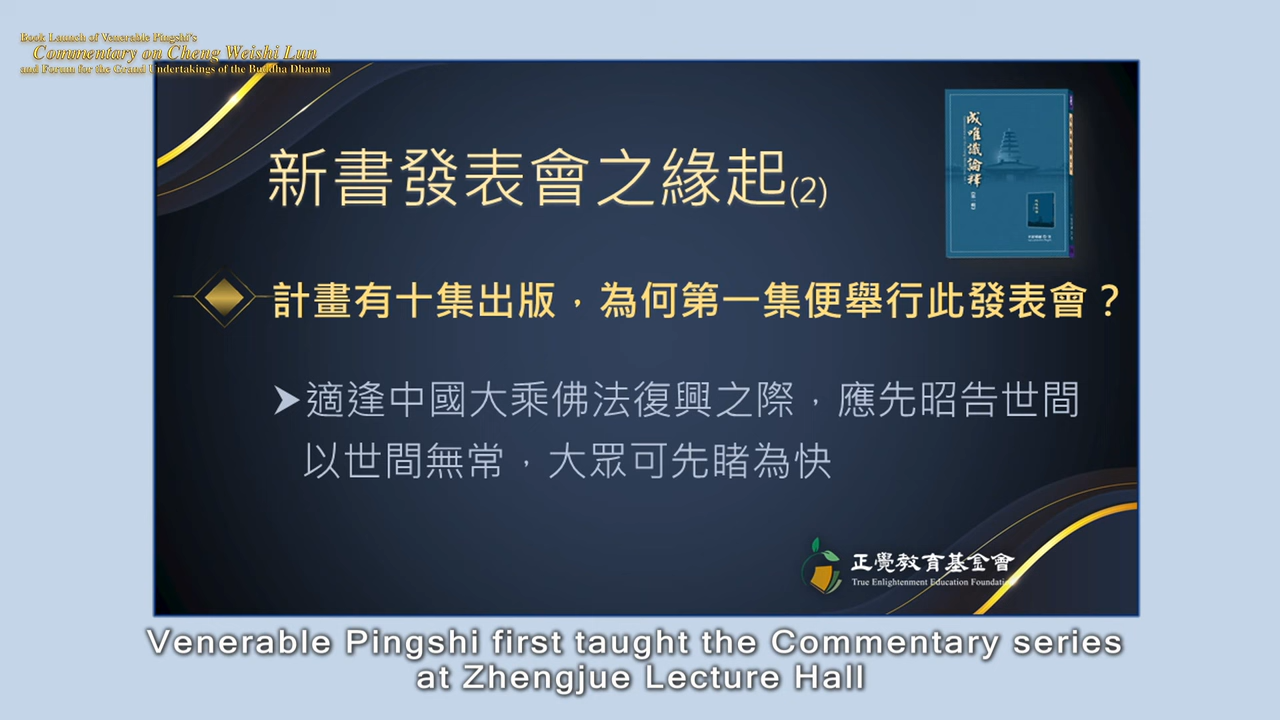 Book Launch of Venerable Pingshi's
Commentary on Cheng Weishi Lun
and Forum for the Grand Undertakings of the Buddha Dharma
新書發表會之緣起(2)
成唯識論釋
計畫有十集出版，為何第一集便舉行此發表會？
➤適逢中國大乘佛法復興之際，應先昭告世間
以世間無常，大眾可先睹為快
正覺教育基金會
True Enlightenment Education Foundation
Venerable Pingshi first taught the Commentary series
at Zhengjue Lecture Hall